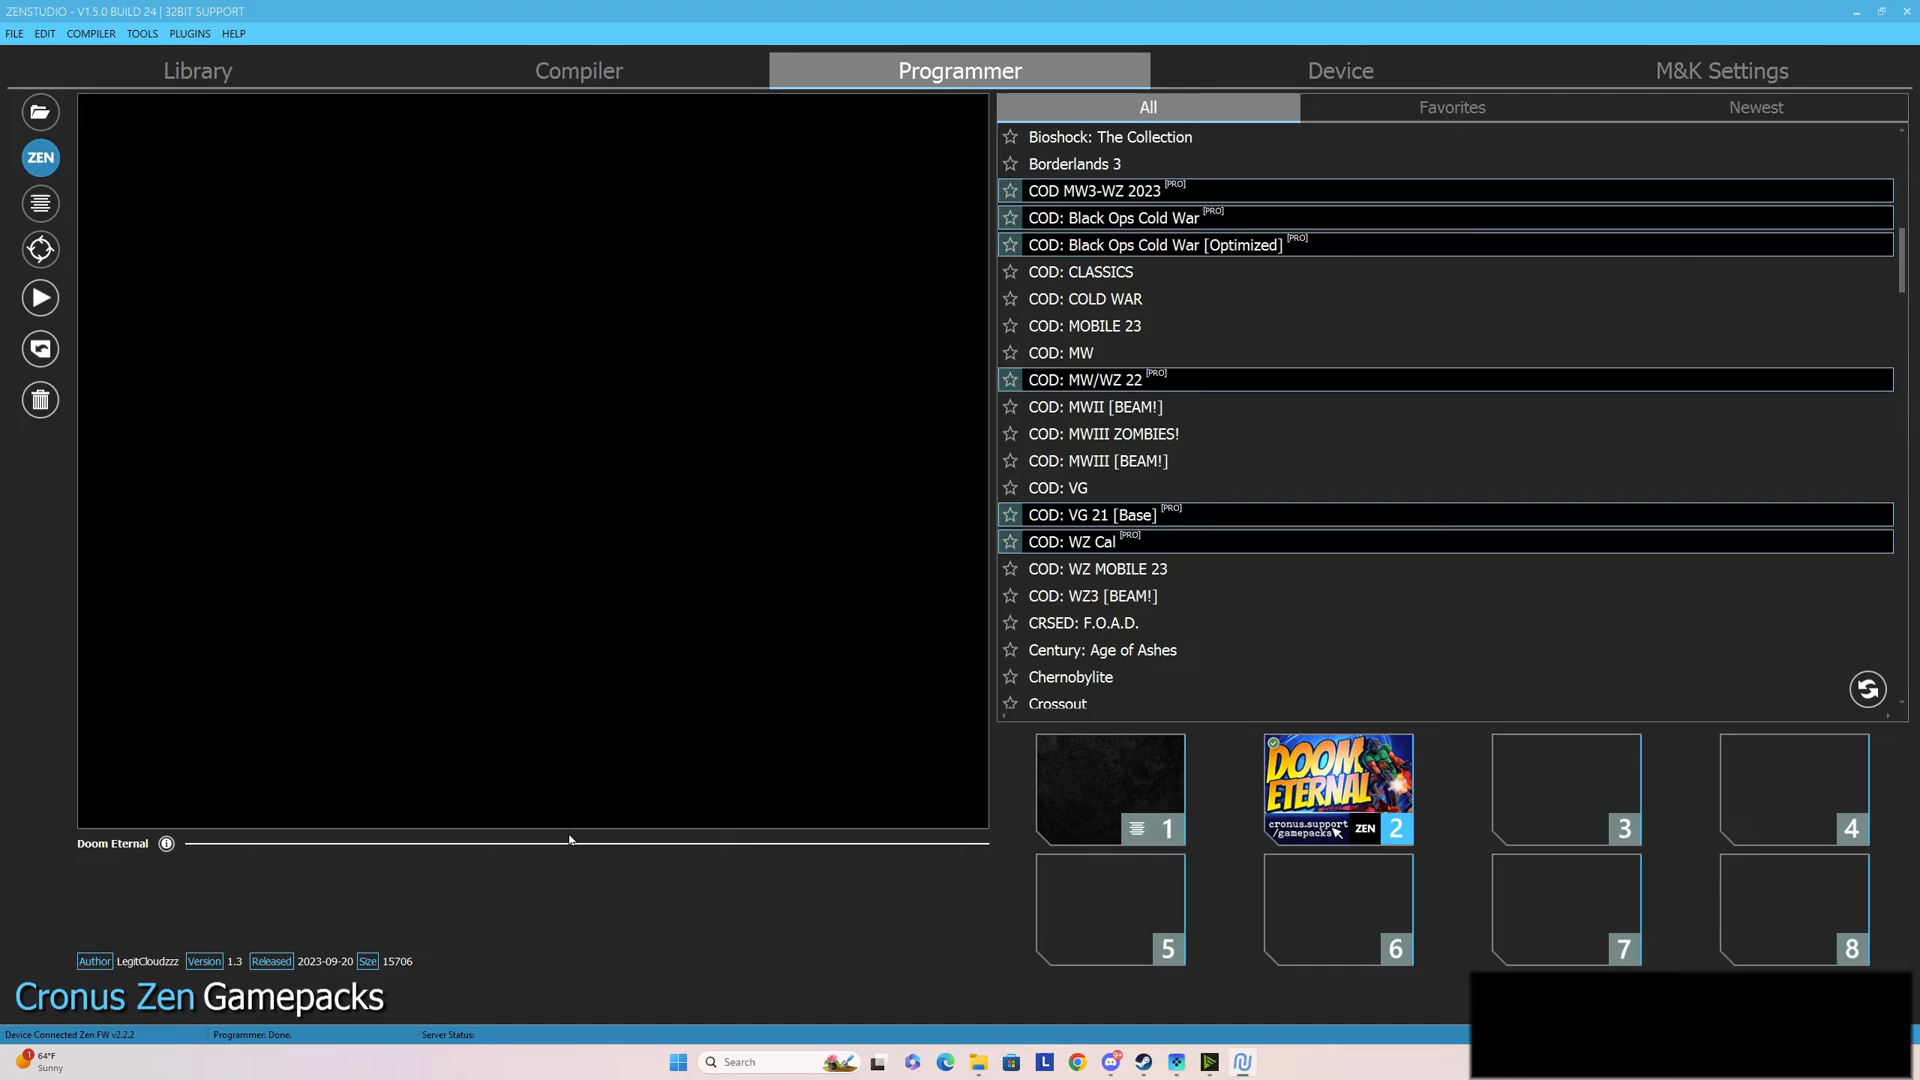 ZENSTUDIO - V1.5.0 BUILD 24 | 32BIT SUPPORT
FILE EDIT COMPILER TOOLS PLUGINS HELP
Library Compiler Programmer Device M&K Settings
ZEN
All Favorites Newest
Bioshock: The Collection
Borderlands 3
COD MW3-WZ 2023 [PRO]
COD: Black Ops Cold War [PRO]
COD: Black Ops Cold War [Optimized] [PRO]
COD: CLASSICS
COD: COLD WAR
COD: MOBILE 23
COD: MW
COD: MW/WZ 22 [PRO]
COD: MWII [BEAM!]
COD: MWIII ZOMBIES!
COD: MWIII [BEAM!]
COD: VG
COD: VG 21 [Base] [PRO]
COD: WZ Cal [PRO]
COD: WZ MOBILE 23
COD: WZ3 [BEAM!]
CRSED: F.O.A.D.
Century: Age of Ashes
Chernobylite
Crossout
DOOM
ETERNAL
cronus.support
/gamepacks
ZEN
1 2 3 4
5 6 7 8
Doom Eternal
Author LegitCloudzzz Version 1.3 Released 2023-09-20 Size 15706
Cronus Zen Gamepacks
Device Connected Zen FW v2.2.2 Programmer: Done. Server Status:
1 64°F
Sunny
Search
L
9+